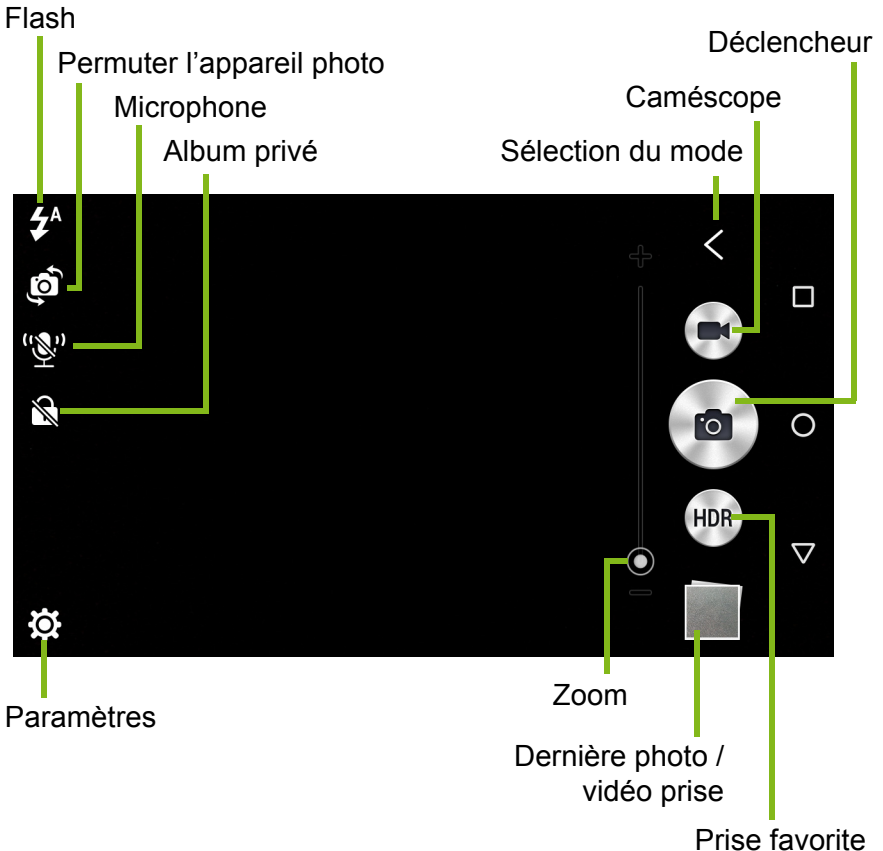 Flash
Déclencheur
Permuter l'appareil photo
Caméscope
Microphone
Album privé
Sélection du mode
A
HDR
Zoom
Paramètres
Dernière photo /
vidéo prise
Prise favorite